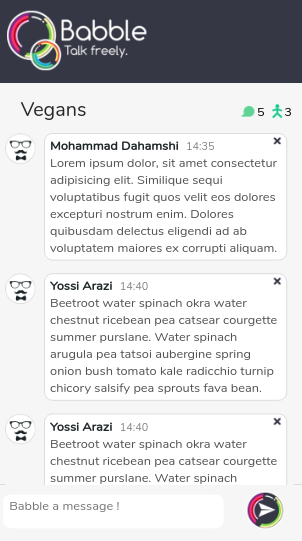 Babble
Talk freely.
Vegans
5 3
Mohammad Dahamshi 14:35
Lorem ipsum dolor, sit amet consectetur
adipisicing elit. Similique sequi
voluptatibus fugit quos velit eos dolores
excepturi nostrum enim. Dolores
quibusdam delectus eligendi ad ab
voluptatem maiores ex corrupti aliquam.
Yossi Arazi 14:40
Beetroot water spinach okra water
chestnut ricebean pea catsear courgette
summer purslane. Water spinach
arugula pea tatsoi aubergine spring
onion bush tomato kale radicchio turnip
chicory salsify pea sprouts fava bean.
Yossi Arazi 14:40
Beetroot water spinach okra water
chestnut ricebean pea catsear courgette
summer purslane. Water spinach
Babble a message !